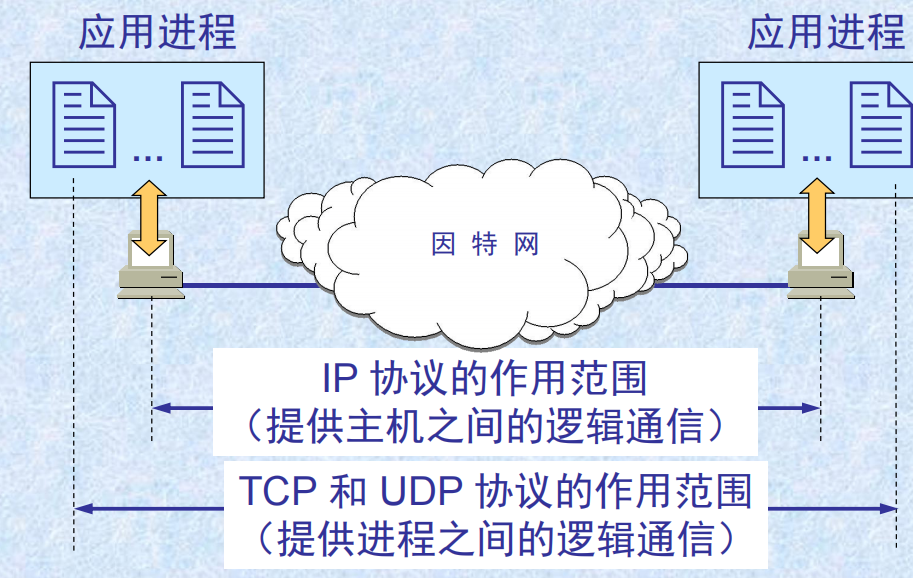 应用进程
应用进程
...
...
因特网
IP 协议的作用范围
（提供主机之间的逻辑通信）
TCP 和 UDP 协议的作用范围
（提供进程之间的逻辑通信）